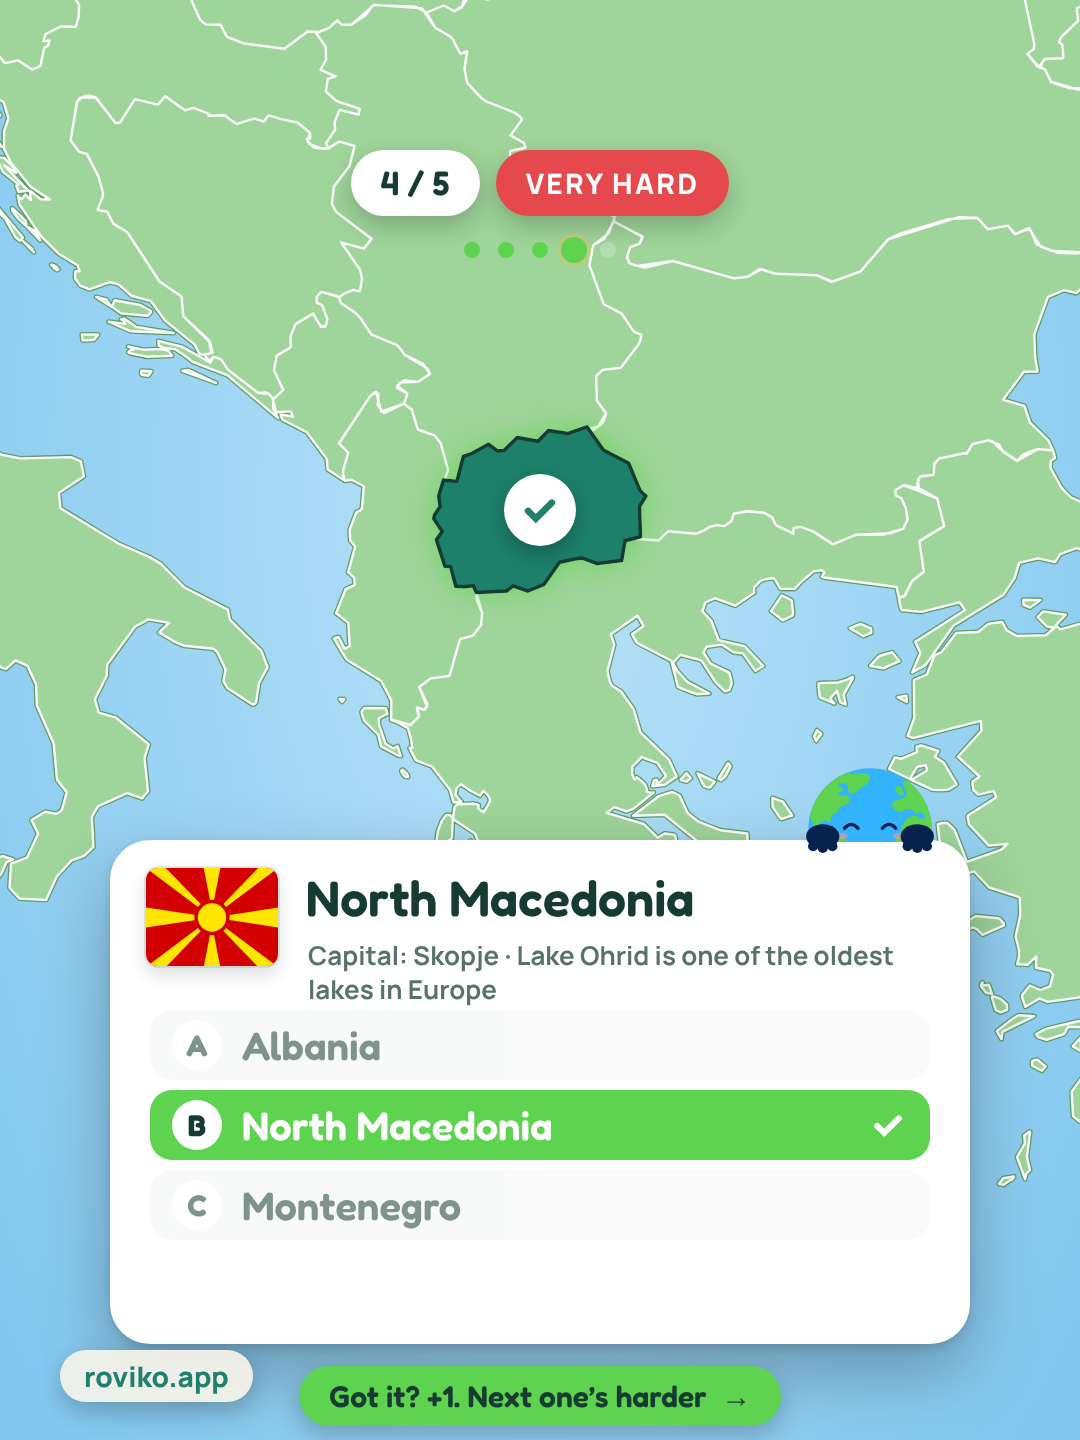 4 / 5
VERY HARD
North Macedonia
Capital: Skopje · Lake Ohrid is one of the oldest
lakes in Europe
A Albania
B North Macedonia
C Montenegro
roviko.app
Got it? +1. Next one’s harder →